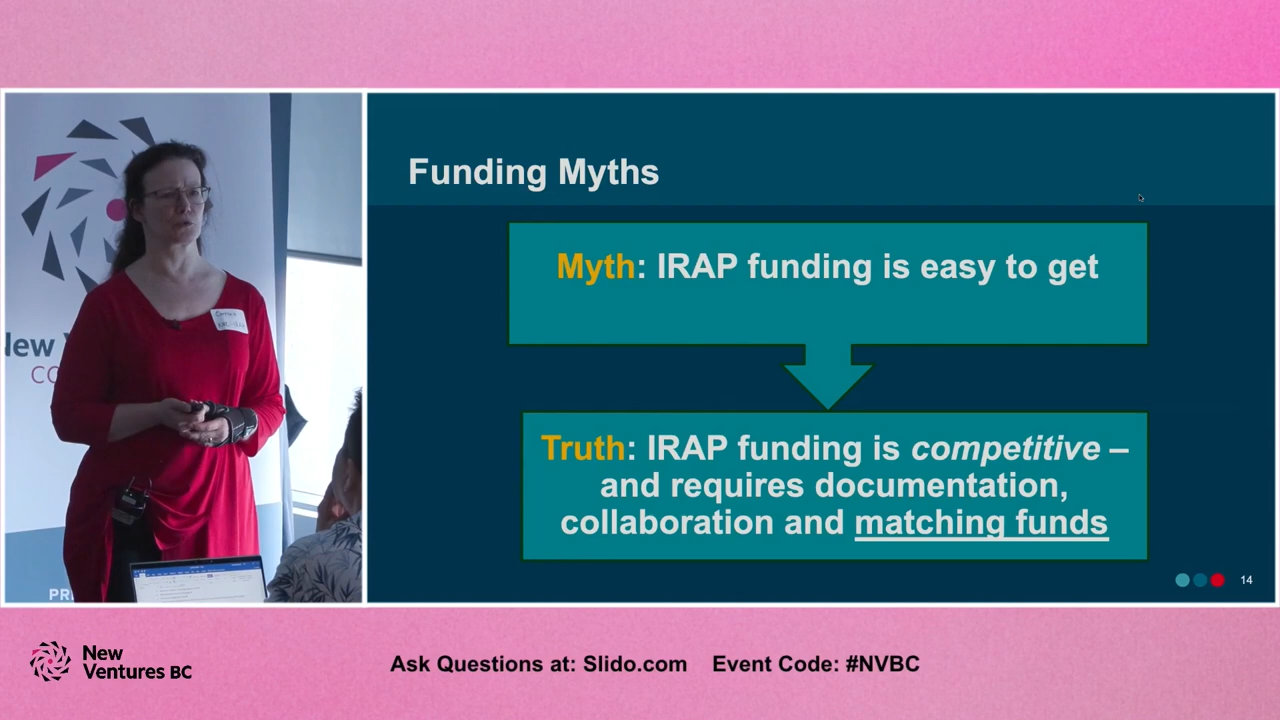 Funding Myths
Myth: IRAP funding is easy to get
Truth: IRAP funding is competitive –
and requires documentation,
collaboration and matching funds
14
New
Ventures BC
Ask Questions at: Slido.com Event Code: #NVBC